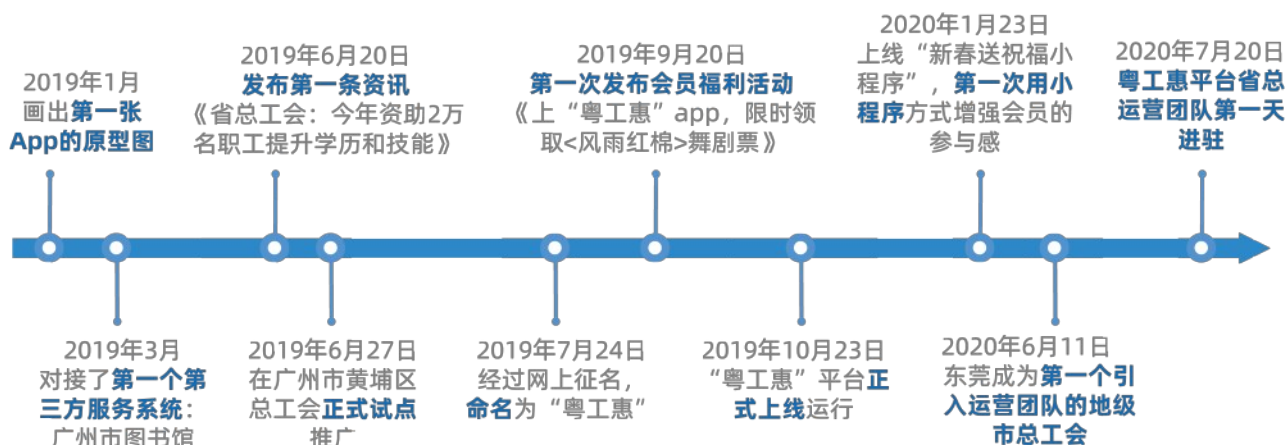 2019年1月
画出第一张
App的原型图
2019年6月20日
发布第一条资讯
《省总工会：今年资助2万
名职工提升学历和技能》
2019年9月20日
第一次发布会员福利活动
《上“粤工惠”app，限时领
取<风雨红棉>舞剧票》
2020年1月23日
上线“新春送祝福小
程序”，第一次用小
程序方式增强会员的
参与感
2020年7月20日
粤工惠平台省总
运营团队第一天
进驻
2019年3月
对接了第一个第
三方服务系统：
广州市图书馆
2019年6月27日
在广州市黄埔区
总工会正式试点
推广
2019年7月24日
经过网上征名，
命名为“粤工惠”
2019年10月23日
“粤工惠”平台正
式上线运行
2020年6月11日
东莞成为第一个引
入运营团队的地级
市总工会